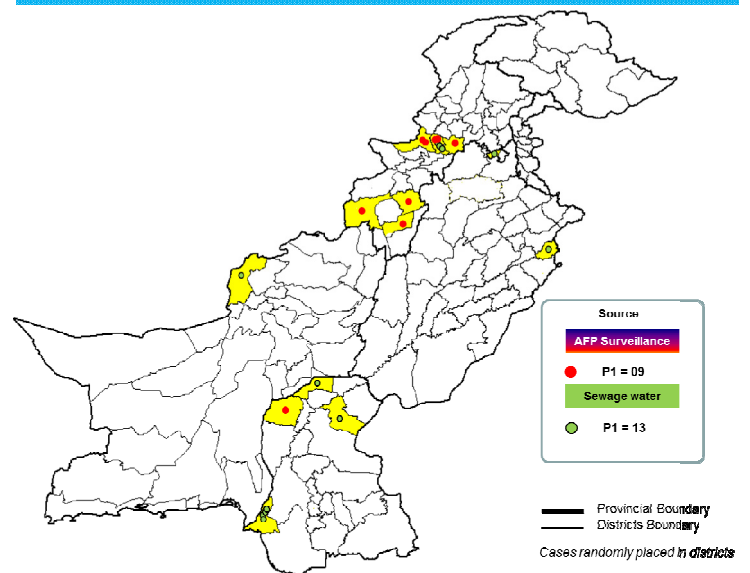 Source
AFP Surveillance
P1 = 09
Sewage water
P1 = 13
Provincial Boundary
Districts Boundary
Cases randomly placed in districts